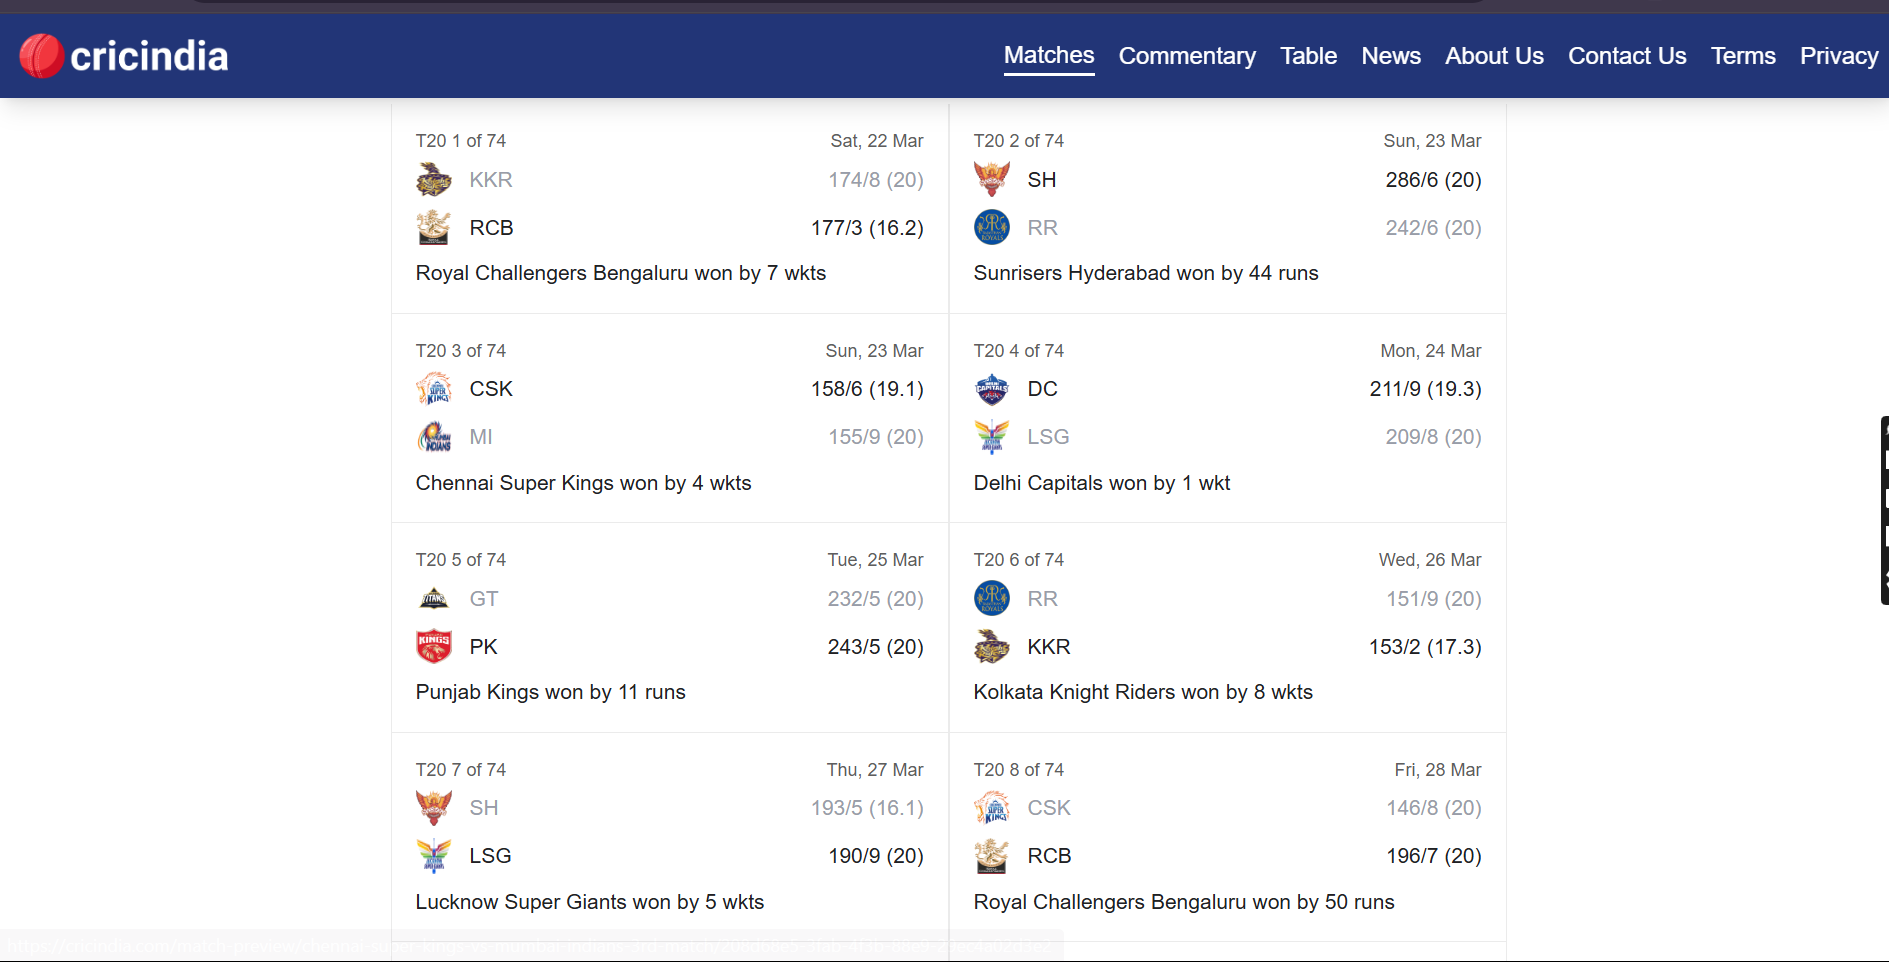 cricindia
Matches Commentary Table News About Us Contact Us Terms Privacy
T20 1 of 74 Sat, 22 Mar
KKR 174/8 (20)
RCB 177/3 (16.2)
Royal Challengers Bengaluru won by 7 wkts
T20 2 of 74 Sun, 23 Mar
SH 286/6 (20)
RR 242/6 (20)
Sunrisers Hyderabad won by 44 runs
T20 3 of 74 Sun, 23 Mar
CSK 158/6 (19.1)
MI 155/9 (20)
Chennai Super Kings won by 4 wkts
T20 4 of 74 Mon, 24 Mar
DC 211/9 (19.3)
LSG 209/8 (20)
Delhi Capitals won by 1 wkt
T20 5 of 74 Tue, 25 Mar
GT 232/5 (20)
PK 243/5 (20)
Punjab Kings won by 11 runs
T20 6 of 74 Wed, 26 Mar
RR 151/9 (20)
KKR 153/2 (17.3)
Kolkata Knight Riders won by 8 wkts
T20 7 of 74 Thu, 27 Mar
SH 193/5 (16.1)
LSG 190/9 (20)
Lucknow Super Giants won by 5 wkts
T20 8 of 74 Fri, 28 Mar
CSK 146/8 (20)
RCB 196/7 (20)
Royal Challengers Bengaluru won by 50 runs